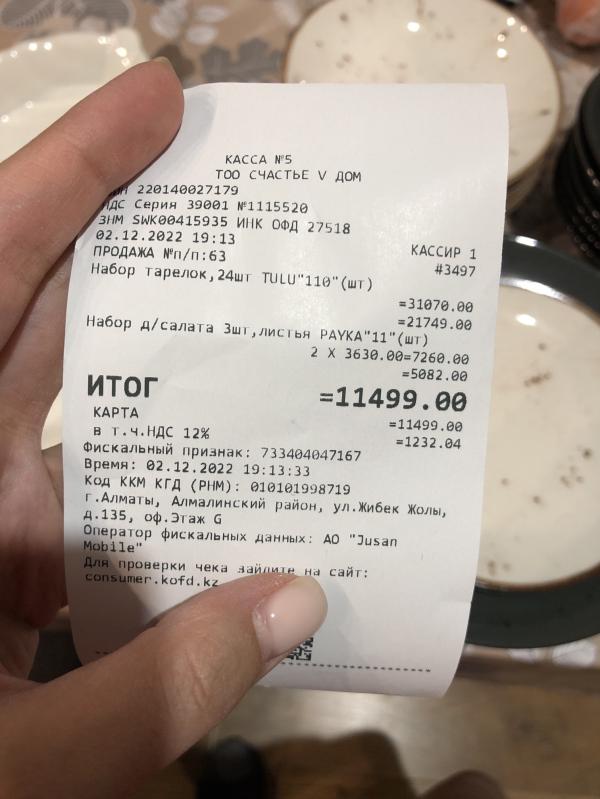 КАССА №5
ТОО СЧАСТЬЕ V ДОМ
220140027179
НДС Серия 39001 №1115520
ЗНМ SWK00415935 ИНК ОФД 27518
02.12.2022 19:13
КАССИР 1
ПРОДАЖА №п/п:63
#3497
Набор тарелок,24шт TULU"110"(шт)
=31070.00
=21749.00
Набор д/салата 3шт,листья PAYKA"11"(шт)
2 X 3630.00=7260.00
=5082.00
ИТОГ =11499.00
КАРТА =11499.00
в т.ч.НДС 12% =1232.04
Фискальный признак: 733404047167
Время: 02.12.2022 19:13:33
Код ККМ КГД (РНМ): 010101998719
г.Алматы, Алмалинский район, ул.Жибек Жолы,
д.135, оф.Этаж G
Оператор фискальных данных: АО "Jusan
Mobile"
Для проверки чека зайдите на сайт:
consumer.kofd.kz